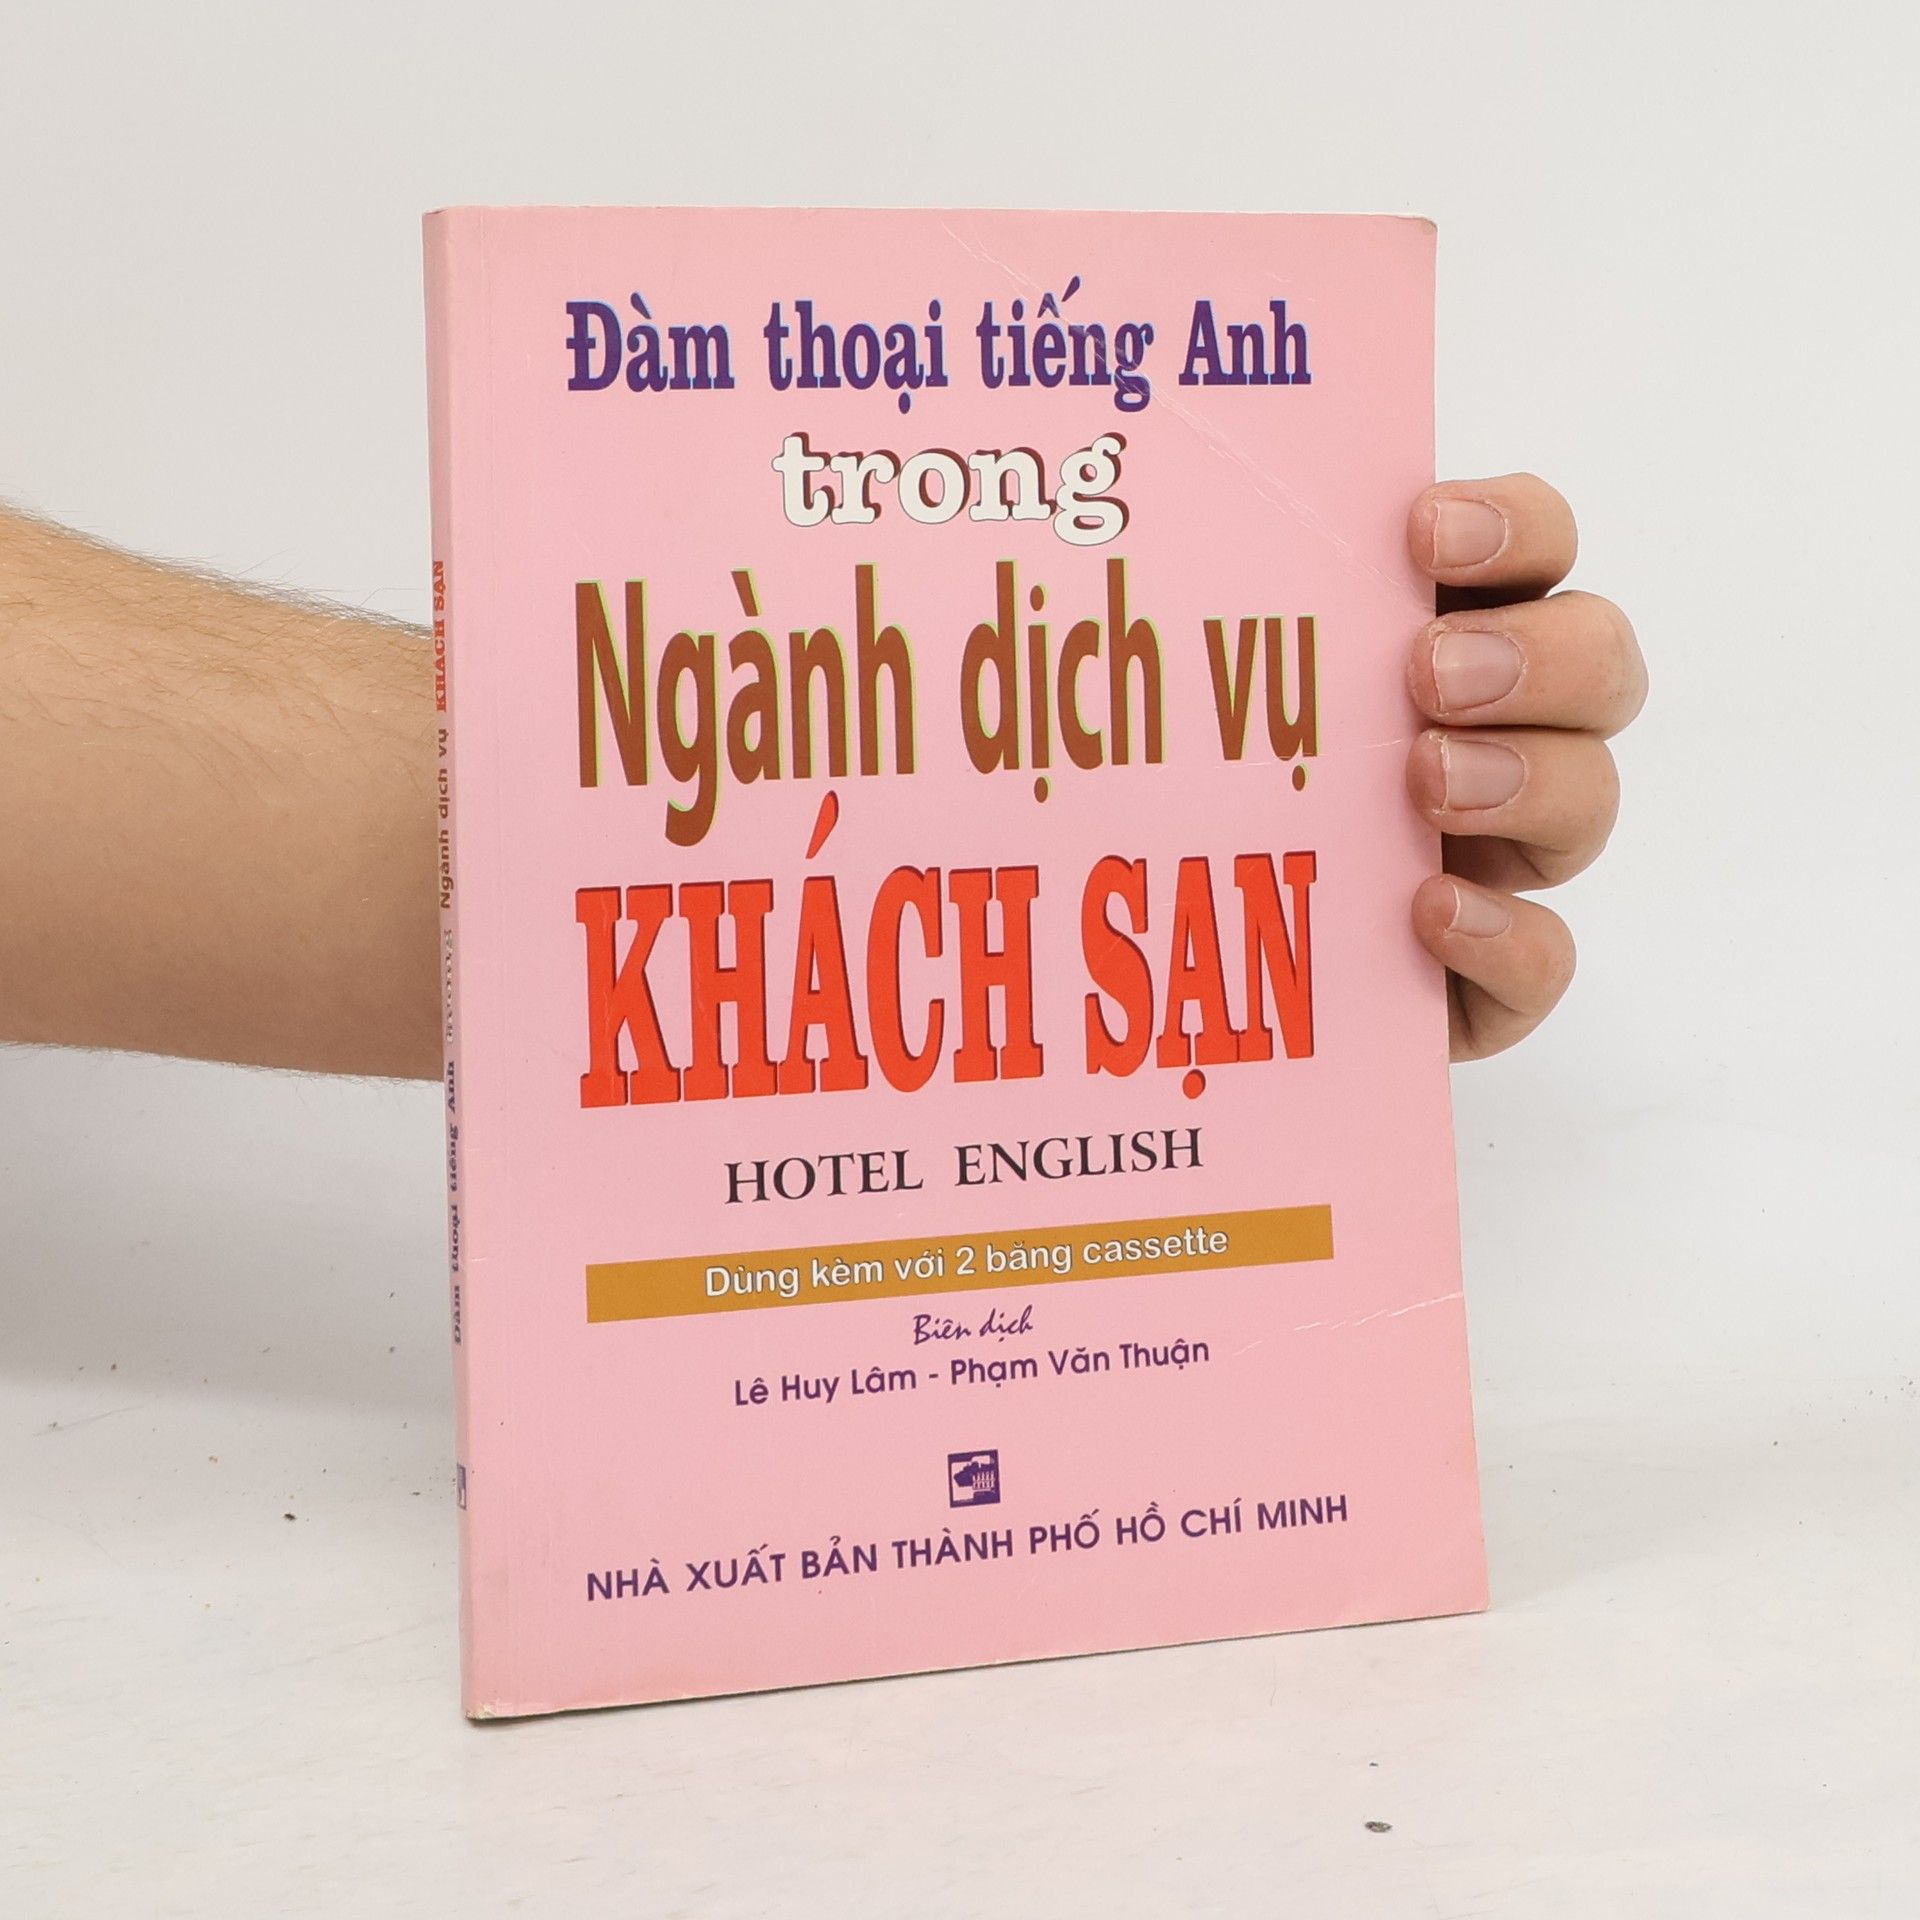 Đàm thoại tiếng Anh
trong
Ngành dịch vụ
KHÁCH SẠN
HOTEL ENGLISH
Dùng kèm với 2 băng cassette
Biên dịch
Lê Huy Lâm - Phạm Văn Thuận
NHÀ XUẤT BẢN THÀNH PHỐ HỒ CHÍ MINH
Đàm thoại tiếng Anh trong Ngành dịch vụ KHÁCH SẠN